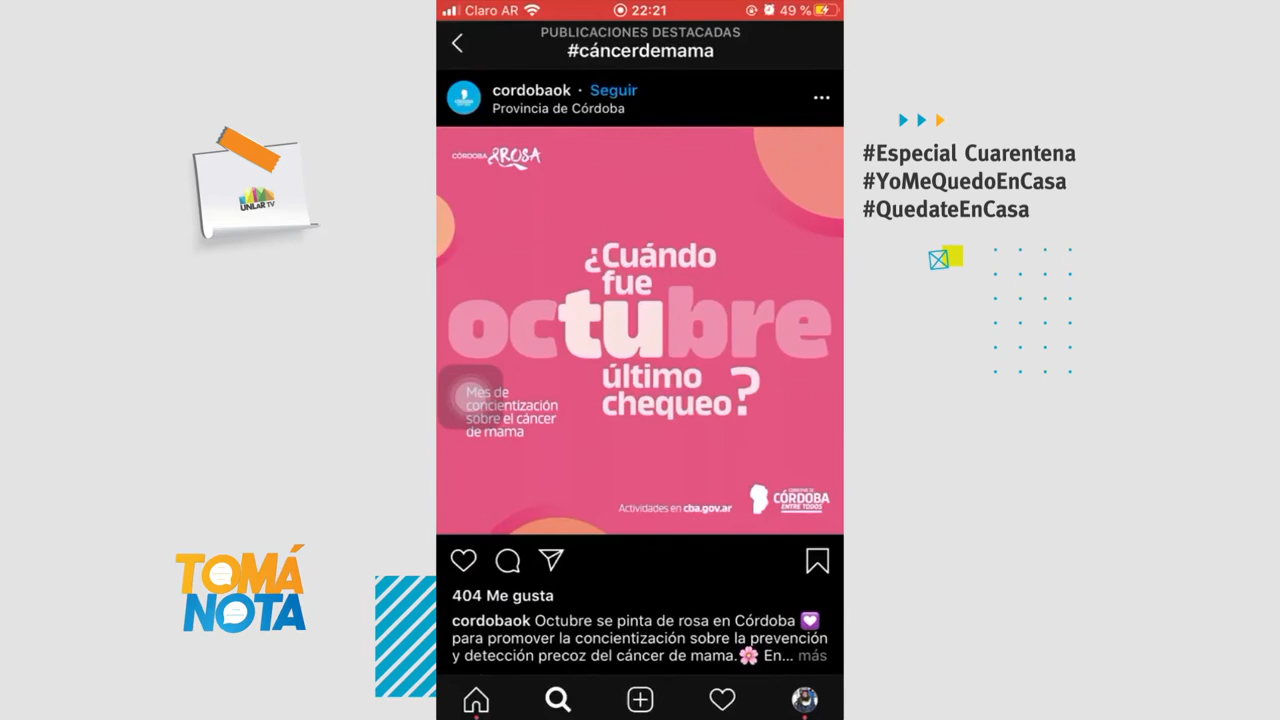 Claro AR
22:21
49 %
PUBLICACIONES DESTACADAS
#cáncerdemama
cordobaok · Seguir
Provincia de Córdoba
CÓRDOBA ROSA
¿Cuándo
fue
octubre
último
chequeo?
Mes de
concientización
sobre el cáncer
de mama
Actividades en cba.gov.ar
GOBIERNO DE
CÓRDOBA
ENTRE TODOS
404 Me gusta
cordobaok Octubre se pinta de rosa en Córdoba
para promover la concientización sobre la prevención
y detección precoz del cáncer de mama. En... más
UNLAR TV
TOMÁ
NOTA
#Especial Cuarentena
#YoMeQuedoEnCasa
#QuedateEnCasa